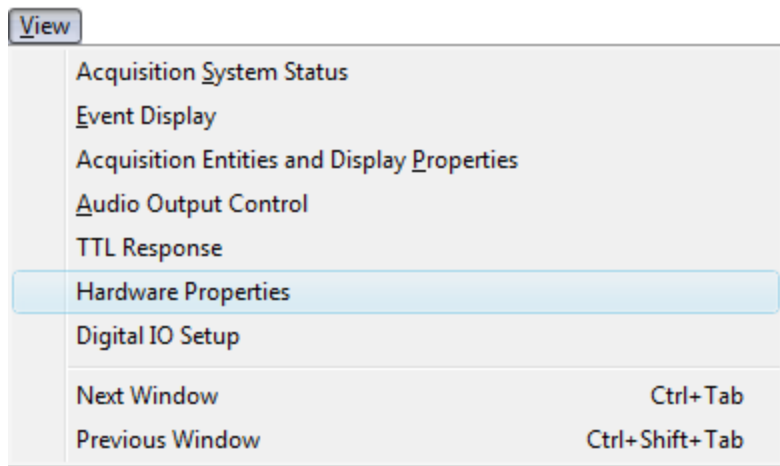 View
Acquisition System Status
Event Display
Acquisition Entities and Display Properties
Audio Output Control
TTL Response
Hardware Properties
Digital IO Setup
Next Window Ctrl+Tab
Previous Window Ctrl+Shift+Tab